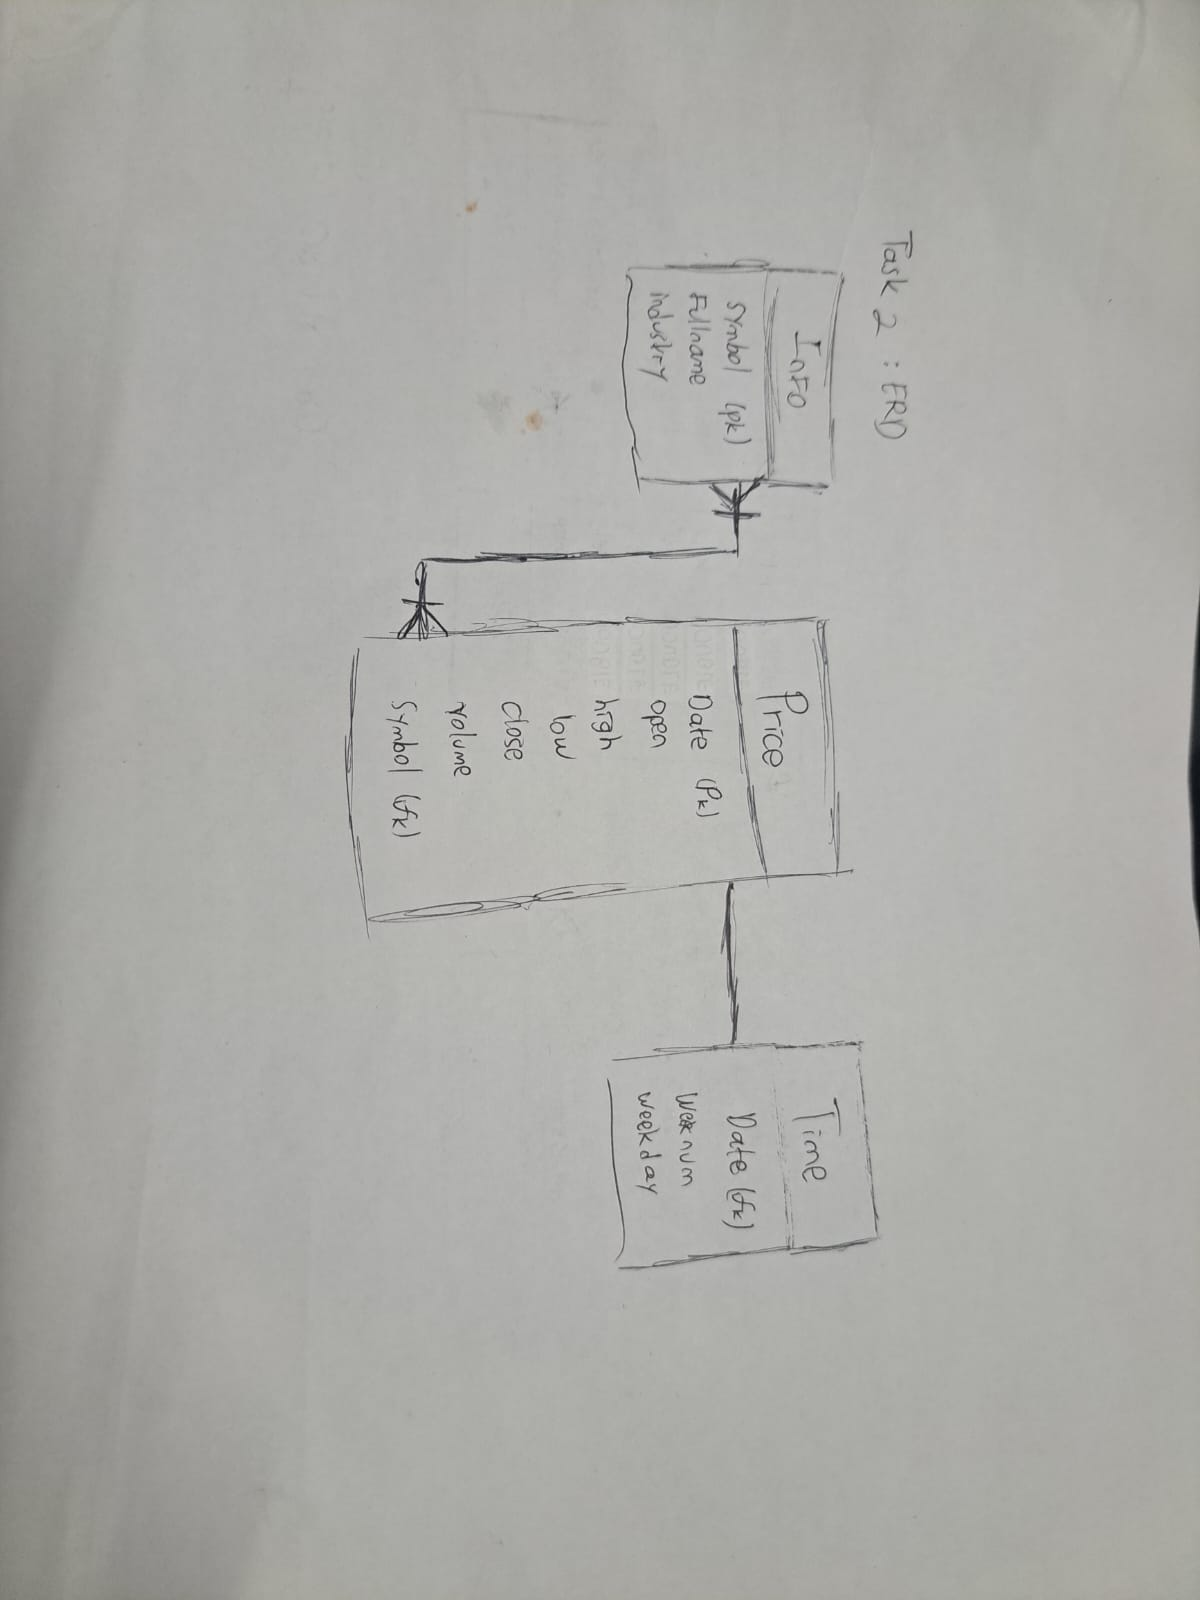 Task 2 : ERD
Info
Symbol (pk)
Fullname
industry
Price
Date (Pk)
open
high
low
close
volume
Symbol (fk)
Time
Date (fk)
Weeknum
weekday